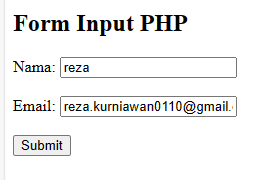 Form Input PHP
Nama: reza
Email: reza.kurniawan0110@gmail.
Submit